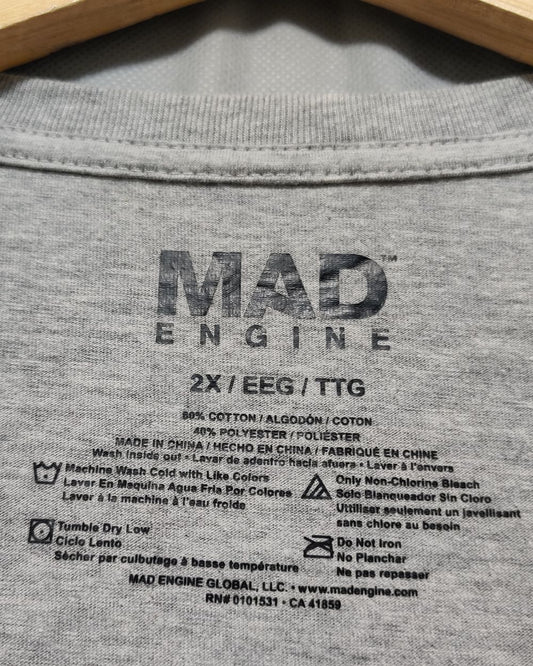 MAD™
ENGINE
2X / EEG / TTG
60% COTTON / ALGODÓN / COTON
40% POLYESTER / POLIÉSTER
MADE IN CHINA / HECHO EN CHINA / FABRIQUÉ EN CHINE
Wash inside out • Lavar de adentro hacia afuera • Laver à l'envers
Machine Wash Cold with Like Colors
Lavar En Maquina Agua Fria Por Colores
Laver à la machine à l'eau froide
Only Non-Chlorine Bleach
Solo Blanqueador Sin Cloro
Utiliser seulement un javellisant
sans chlore au besoin
Tumble Dry Low
Ciclo Lento
Sécher par culbutage à basse température
Do Not Iron
No Planchar
Ne pas repasser
MAD ENGINE GLOBAL, LLC. • www.madengine.com
RN# 0101531 • CA 41859